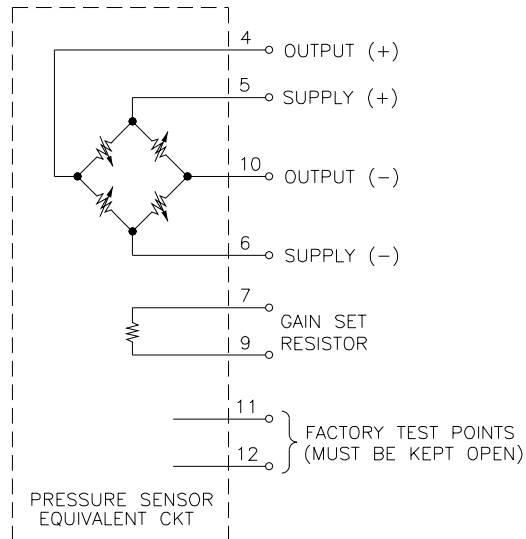 4
OUTPUT (+)
5
SUPPLY (+)
10
OUTPUT (-)
6
SUPPLY (-)
7
GAIN SET
RESISTOR
9
11
FACTORY TEST POINTS
(MUST BE KEPT OPEN)
12
PRESSURE SENSOR
EQUIVALENT CKT